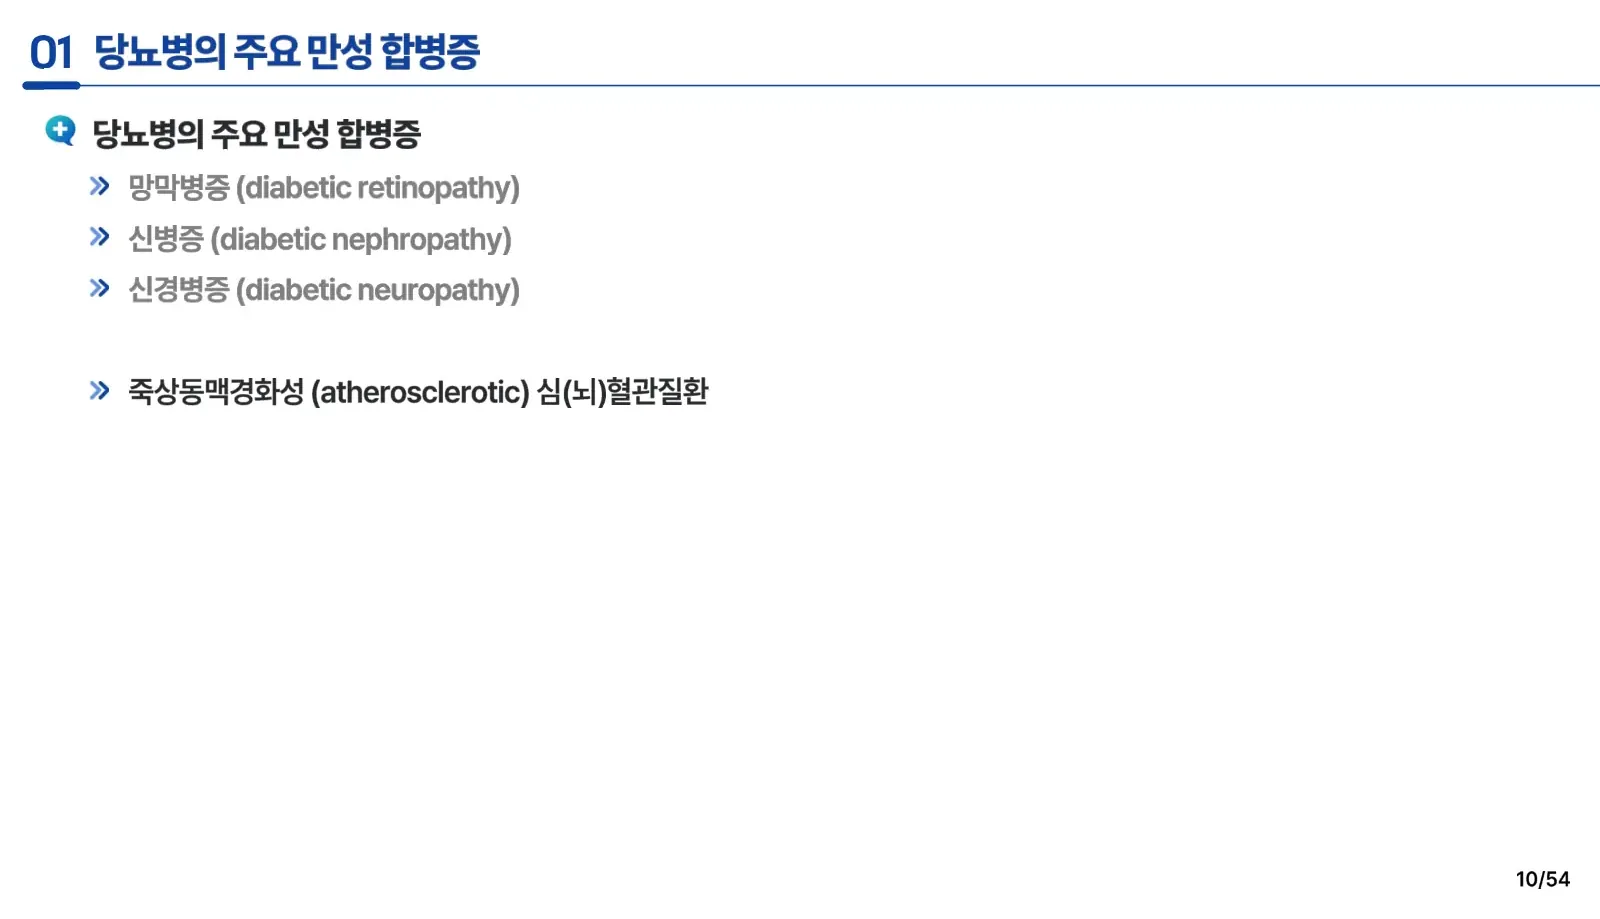 01 당뇨병의 주요 만성 합병증
당뇨병의 주요 만성 합병증
망막병증 (diabetic retinopathy)
신병증 (diabetic nephropathy)
신경병증 (diabetic neuropathy)
죽상동맥경화성 (atherosclerotic) 심(뇌)혈관질환
10/54